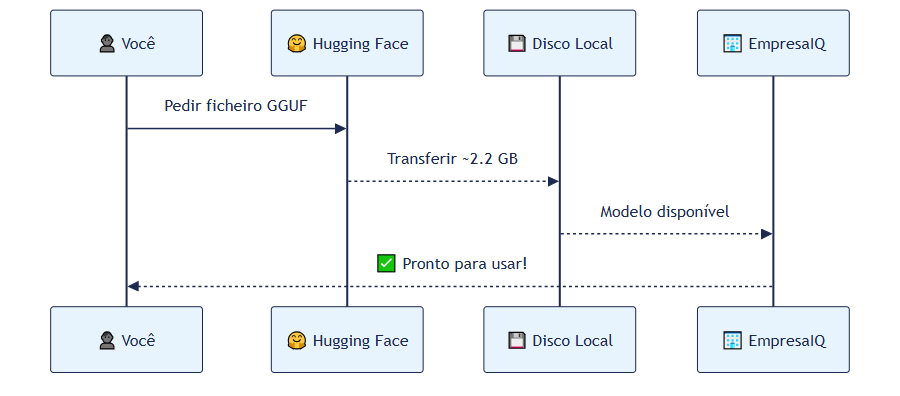 👤 Você
🤗 Hugging Face
💾 Disco Local
🏢 EmpresaIQ
Pedir ficheiro GGUF
Transferir ~2.2 GB
Modelo disponível
✅ Pronto para usar!
👤 Você
🤗 Hugging Face
💾 Disco Local
🏢 EmpresaIQ